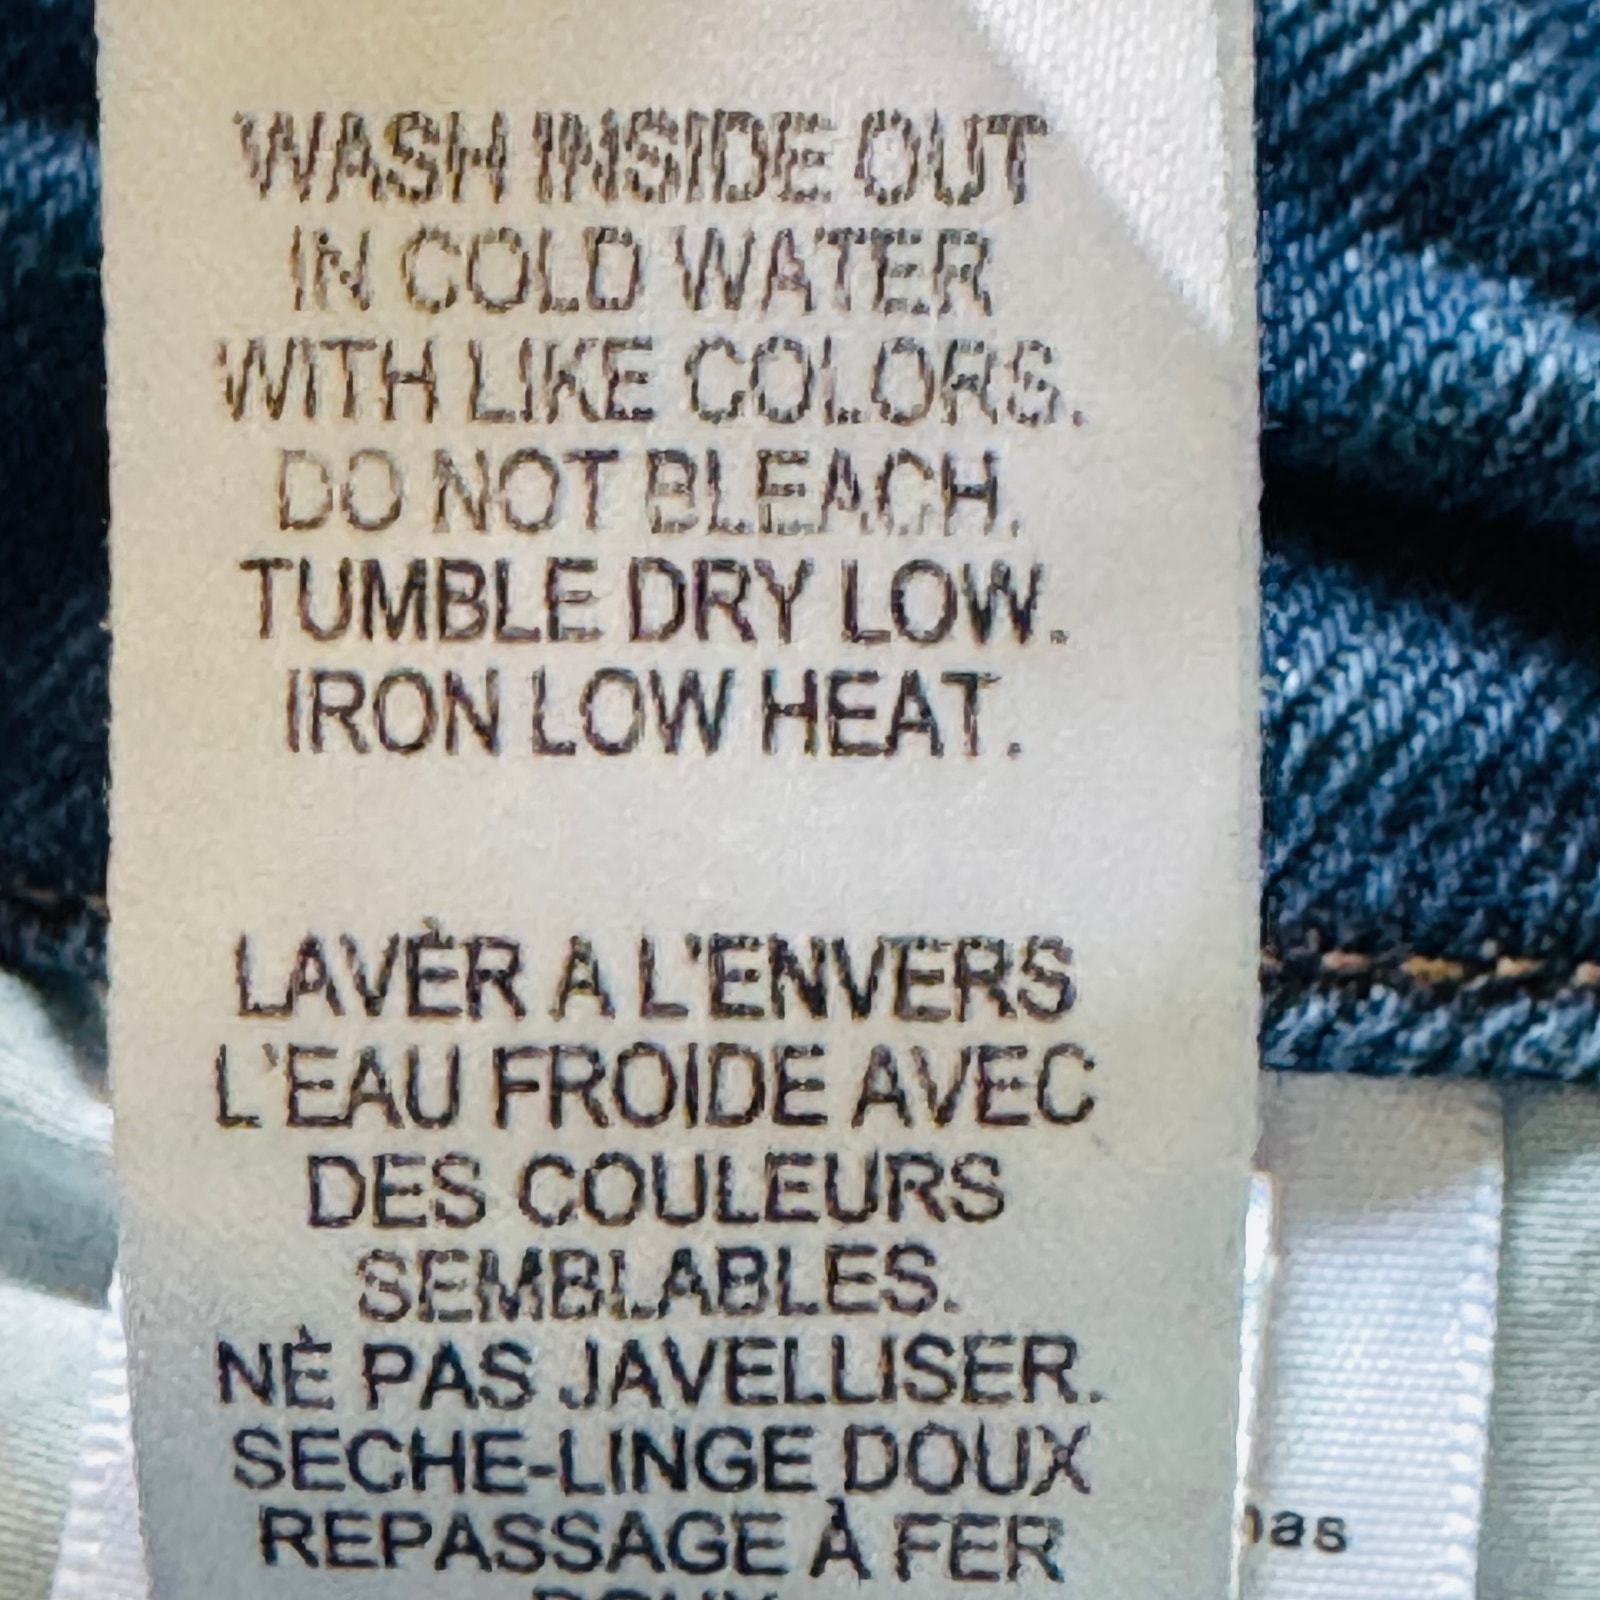 WASH INSIDE OUT
IN COLD WATER
WITH LIKE COLORS.
DO NOT BLEACH.
TUMBLE DRY LOW.
IRON LOW HEAT.
LAVÈR A L'ENVERS
L'EAU FROIDE AVEC
DES COULEURS
SEMBLABLES.
NÈ PAS JAVELLISER.
SECHE-LINGE DOUX
REPASSAGE À FER
DOUX